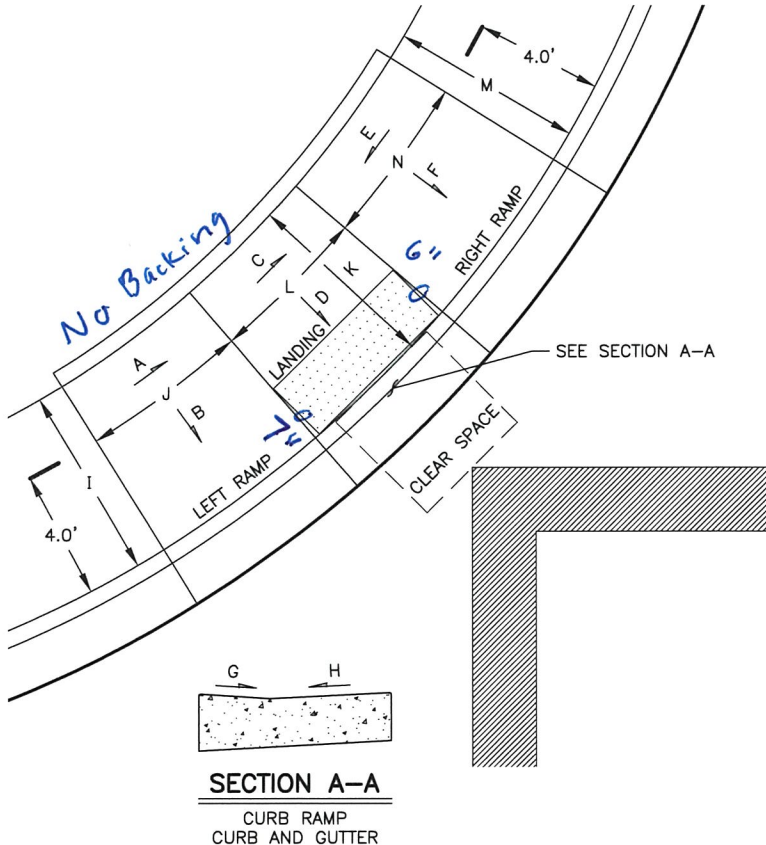 4.0'
M
E
N
F
RIGHT RAMP
6"
No Backing
C
K
L
D
LANDING
SEE SECTION A-A
A
J
B
7"
CLEAR SPACE
LEFT RAMP
I
4.0'
G
H
SECTION A-A
CURB RAMP
CURB AND GUTTER